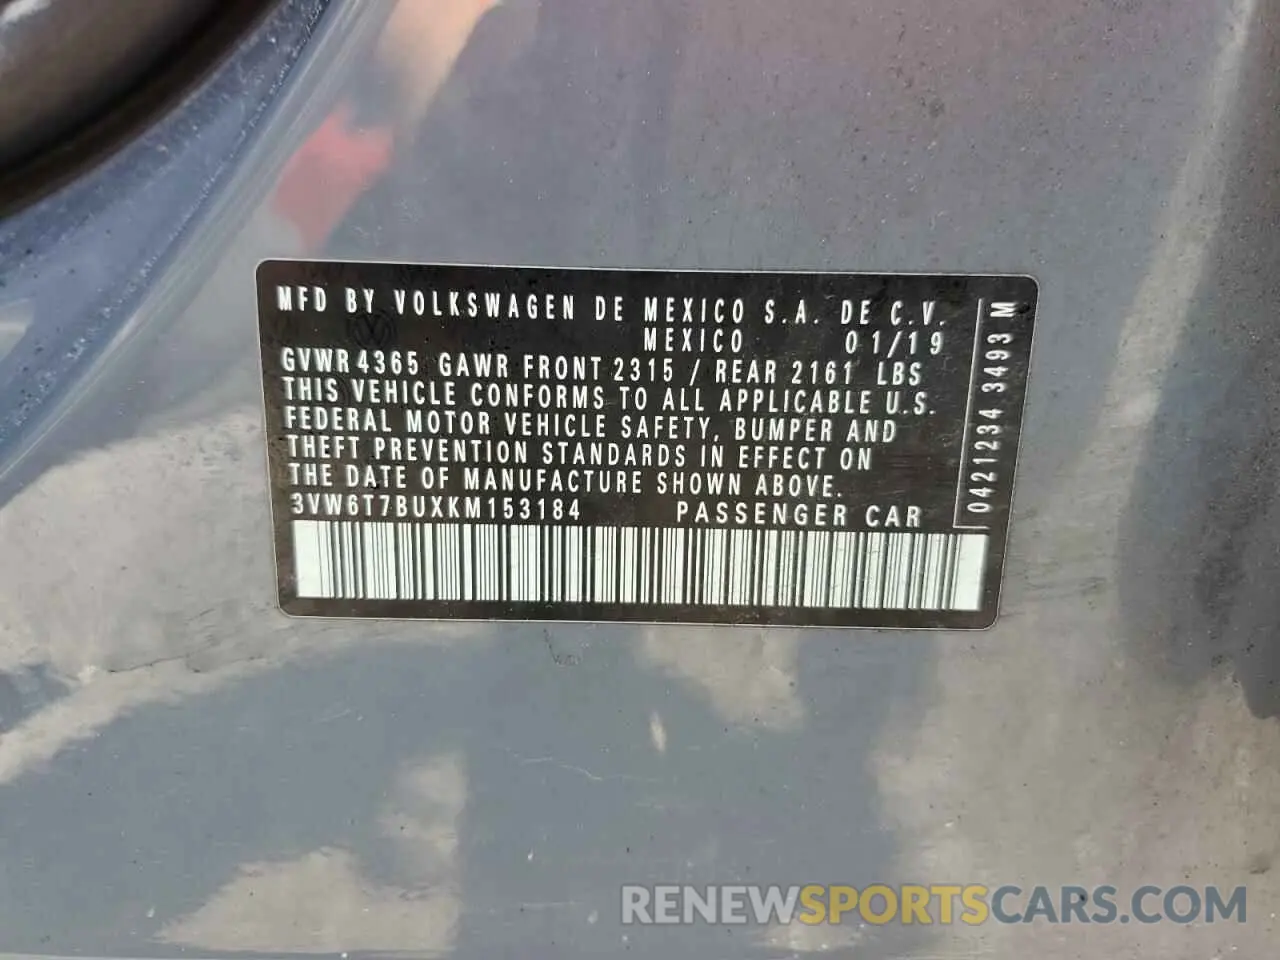 MFD BY VOLKSWAGEN DE MEXICO S.A. DE C.V.
MEXICO 01/19
GVWR 4365 GAWR FRONT 2315 / REAR 2161 LBS
THIS VEHICLE CONFORMS TO ALL APPLICABLE U.S.
FEDERAL MOTOR VEHICLE SAFETY, BUMPER AND
THEFT PREVENTION STANDARDS IN EFFECT ON
THE DATE OF MANUFACTURE SHOWN ABOVE.
3VW6T7BUXKM153184 PASSENGER CAR
0421234 3493 M
RENEWSPORTSCARS.COM